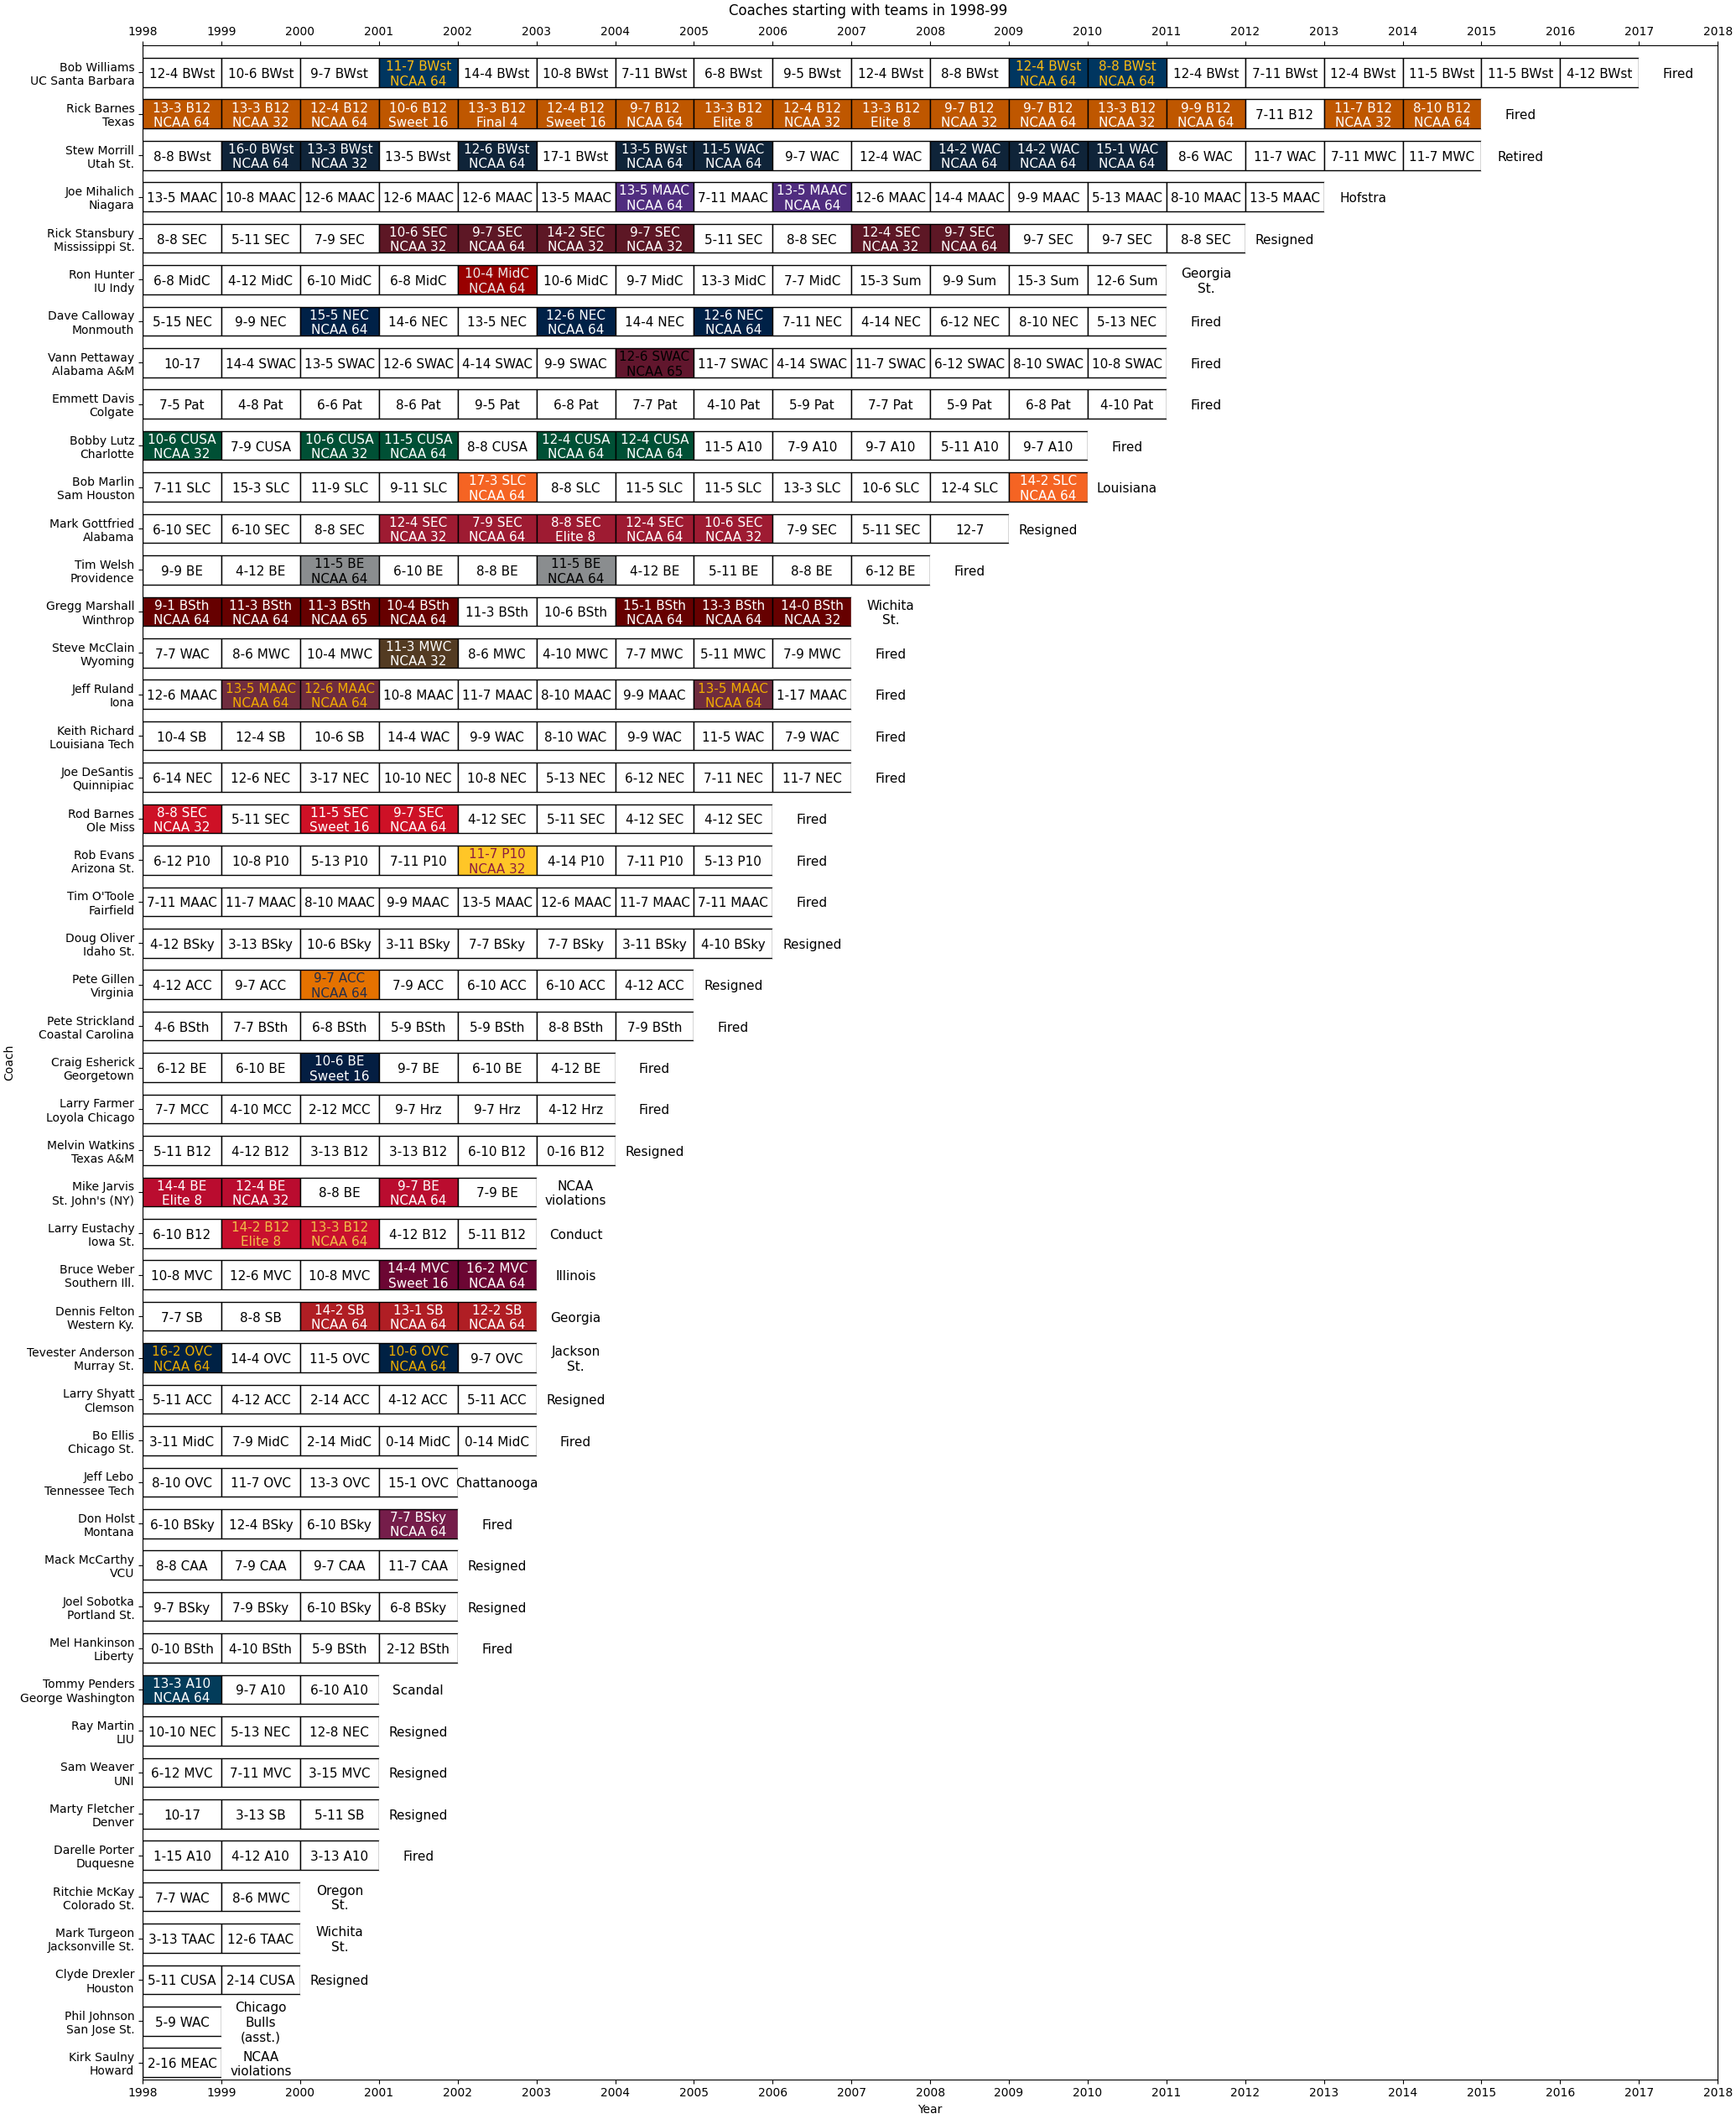 Coaches starting with teams in 1998-99
1998 1999 2000 2001 2002 2003 2004 2005 2006 2007 2008 2009 2010 2011 2012 2013 2014 2015 2016 2017 2018
Bob Williams
UC Santa Barbara
12-4 BWst 10-6 BWst 9-7 BWst 11-7 BWst NCAA 64 14-4 BWst 10-8 BWst 7-11 BWst 6-8 BWst 9-5 BWst 12-4 BWst 8-8 BWst 12-4 BWst NCAA 64 8-8 BWst NCAA 64 12-4 BWst 7-11 BWst 12-4 BWst 11-5 BWst 11-5 BWst 4-12 BWst Fired
Rick Barnes
Texas
13-3 B12 NCAA 64 13-3 B12 NCAA 32 12-4 B12 NCAA 64 10-6 B12 Sweet 16 13-3 B12 Final 4 12-4 B12 Sweet 16 9-7 B12 NCAA 64 13-3 B12 Elite 8 12-4 B12 NCAA 32 13-3 B12 Elite 8 9-7 B12 NCAA 32 9-7 B12 NCAA 64 13-3 B12 NCAA 32 9-9 B12 NCAA 64 7-11 B12 11-7 B12 NCAA 32 8-10 B12 NCAA 64 Fired
Stew Morrill
Utah St.
8-8 BWst 16-0 BWst NCAA 64 13-3 BWst NCAA 32 13-5 BWst 12-6 BWst NCAA 64 17-1 BWst 13-5 BWst NCAA 64 11-5 WAC NCAA 64 9-7 WAC 12-4 WAC 14-2 WAC NCAA 64 14-2 WAC NCAA 64 15-1 WAC NCAA 64 8-6 WAC 11-7 WAC 7-11 MWC 11-7 MWC Retired
Joe Mihalich
Niagara
13-5 MAAC 10-8 MAAC 12-6 MAAC 12-6 MAAC 12-6 MAAC 13-5 MAAC 13-5 MAAC NCAA 64 7-11 MAAC 13-5 MAAC NCAA 64 12-6 MAAC 14-4 MAAC 9-9 MAAC 5-13 MAAC 8-10 MAAC 13-5 MAAC Hofstra
Rick Stansbury
Mississippi St.
8-8 SEC 5-11 SEC 7-9 SEC 10-6 SEC NCAA 32 9-7 SEC NCAA 64 14-2 SEC NCAA 32 9-7 SEC NCAA 32 5-11 SEC 8-8 SEC 12-4 SEC NCAA 32 9-7 SEC NCAA 64 9-7 SEC 9-7 SEC 8-8 SEC Resigned
Ron Hunter
IU Indy
6-8 MidC 4-12 MidC 6-10 MidC 6-8 MidC 10-4 MidC NCAA 64 10-6 MidC 9-7 MidC 13-3 MidC 7-7 MidC 15-3 Sum 9-9 Sum 15-3 Sum 12-6 Sum Georgia St.
Dave Calloway
Monmouth
5-15 NEC 9-9 NEC 15-5 NEC NCAA 64 14-6 NEC 13-5 NEC 12-6 NEC NCAA 64 14-4 NEC 12-6 NEC NCAA 64 7-11 NEC 4-14 NEC 6-12 NEC 8-10 NEC 5-13 NEC Fired
Vann Pettaway
Alabama A&M
10-17 14-4 SWAC 13-5 SWAC 12-6 SWAC 4-14 SWAC 9-9 SWAC 12-6 SWAC NCAA 65 11-7 SWAC 4-14 SWAC 11-7 SWAC 6-12 SWAC 8-10 SWAC 10-8 SWAC Fired
Emmett Davis
Colgate
7-5 Pat 4-8 Pat 6-6 Pat 8-6 Pat 9-5 Pat 6-8 Pat 7-7 Pat 4-10 Pat 5-9 Pat 7-7 Pat 5-9 Pat 6-8 Pat 4-10 Pat Fired
Bobby Lutz
Charlotte
10-6 CUSA NCAA 32 7-9 CUSA 10-6 CUSA NCAA 32 11-5 CUSA NCAA 64 8-8 CUSA 12-4 CUSA NCAA 64 12-4 CUSA NCAA 64 11-5 A10 7-9 A10 9-7 A10 5-11 A10 9-7 A10 Fired
Bob Marlin
Sam Houston
7-11 SLC 15-3 SLC 11-9 SLC 9-11 SLC 17-3 SLC NCAA 64 8-8 SLC 11-5 SLC 11-5 SLC 13-3 SLC 10-6 SLC 12-4 SLC 14-2 SLC NCAA 64 Louisiana
Mark Gottfried
Alabama
6-10 SEC 6-10 SEC 8-8 SEC 12-4 SEC NCAA 32 7-9 SEC NCAA 64 8-8 SEC Elite 8 12-4 SEC NCAA 64 10-6 SEC NCAA 32 7-9 SEC 5-11 SEC 12-7 Resigned
Tim Welsh
Providence
9-9 BE 4-12 BE 11-5 BE NCAA 64 6-10 BE 8-8 BE 11-5 BE NCAA 64 4-12 BE 5-11 BE 8-8 BE 6-12 BE Fired
Gregg Marshall
Winthrop
9-1 BSth NCAA 64 11-3 BSth NCAA 64 11-3 BSth NCAA 65 10-4 BSth NCAA 64 11-3 BSth 10-6 BSth 15-1 BSth NCAA 64 13-3 BSth NCAA 64 14-0 BSth NCAA 32 Wichita St.
Steve McClain
Wyoming
7-7 WAC 8-6 MWC 10-4 MWC 11-3 MWC NCAA 32 8-6 MWC 4-10 MWC 7-7 MWC 5-11 MWC 7-9 MWC Fired
Jeff Ruland
Iona
12-6 MAAC 13-5 MAAC NCAA 64 12-6 MAAC NCAA 64 10-8 MAAC 11-7 MAAC 8-10 MAAC 9-9 MAAC 13-5 MAAC NCAA 64 1-17 MAAC Fired
Keith Richard
Louisiana Tech
10-4 SB 12-4 SB 10-6 SB 14-4 WAC 9-9 WAC 8-10 WAC 9-9 WAC 11-5 WAC 7-9 WAC Fired
Joe DeSantis
Quinnipiac
6-14 NEC 12-6 NEC 3-17 NEC 10-10 NEC 10-8 NEC 5-13 NEC 6-12 NEC 7-11 NEC 11-7 NEC Fired
Rod Barnes
Ole Miss
8-8 SEC NCAA 32 5-11 SEC 11-5 SEC Sweet 16 9-7 SEC NCAA 64 4-12 SEC 5-11 SEC 4-12 SEC 4-12 SEC Fired
Rob Evans
Arizona St.
6-12 P10 10-8 P10 5-13 P10 7-11 P10 11-7 P10 NCAA 32 4-14 P10 7-11 P10 5-13 P10 Fired
Tim O'Toole
Fairfield
7-11 MAAC 11-7 MAAC 8-10 MAAC 9-9 MAAC 13-5 MAAC 12-6 MAAC 11-7 MAAC 7-11 MAAC Fired
Doug Oliver
Idaho St.
4-12 BSky 3-13 BSky 10-6 BSky 3-11 BSky 7-7 BSky 7-7 BSky 3-11 BSky 4-10 BSky Resigned
Pete Gillen
Virginia
4-12 ACC 9-7 ACC 9-7 ACC NCAA 64 7-9 ACC 6-10 ACC 6-10 ACC 4-12 ACC Resigned
Pete Strickland
Coastal Carolina
4-6 BSth 7-7 BSth 6-8 BSth 5-9 BSth 5-9 BSth 8-8 BSth 7-9 BSth Fired
Coach
Craig Esherick
Georgetown
6-12 BE 6-10 BE 10-6 BE Sweet 16 9-7 BE 6-10 BE 4-12 BE Fired
Larry Farmer
Loyola Chicago
7-7 MCC 4-10 MCC 2-12 MCC 9-7 Hrz 9-7 Hrz 4-12 Hrz Fired
Melvin Watkins
Texas A&M
5-11 B12 4-12 B12 3-13 B12 3-13 B12 6-10 B12 0-16 B12 Resigned
Mike Jarvis
St. John's (NY)
14-4 BE Elite 8 12-4 BE NCAA 32 8-8 BE 9-7 BE NCAA 64 7-9 BE NCAA violations
Larry Eustachy
Iowa St.
6-10 B12 14-2 B12 Elite 8 13-3 B12 NCAA 64 4-12 B12 5-11 B12 Conduct
Bruce Weber
Southern Ill.
10-8 MVC 12-6 MVC 10-8 MVC 14-4 MVC Sweet 16 16-2 MVC NCAA 64 Illinois
Dennis Felton
Western Ky.
7-7 SB 8-8 SB 14-2 SB NCAA 64 13-1 SB NCAA 64 12-2 SB NCAA 64 Georgia
Tevester Anderson
Murray St.
16-2 OVC NCAA 64 14-4 OVC 11-5 OVC 10-6 OVC NCAA 64 9-7 OVC Jackson St.
Larry Shyatt
Clemson
5-11 ACC 4-12 ACC 2-14 ACC 4-12 ACC 5-11 ACC Resigned
Bo Ellis
Chicago St.
3-11 MidC 7-9 MidC 2-14 MidC 0-14 MidC 0-14 MidC Fired
Jeff Lebo
Tennessee Tech
8-10 OVC 11-7 OVC 13-3 OVC 15-1 OVC Chattanooga
Don Holst
Montana
6-10 BSky 12-4 BSky 6-10 BSky 7-7 BSky NCAA 64 Fired
Mack McCarthy
VCU
8-8 CAA 7-9 CAA 9-7 CAA 11-7 CAA Resigned
Joel Sobotka
Portland St.
9-7 BSky 7-9 BSky 6-10 BSky 6-8 BSky Resigned
Mel Hankinson
Liberty
0-10 BSth 4-10 BSth 5-9 BSth 2-12 BSth Fired
Tommy Penders
George Washington
13-3 A10 NCAA 64 9-7 A10 6-10 A10 Scandal
Ray Martin
LIU
10-10 NEC 5-13 NEC 12-8 NEC Resigned
Sam Weaver
UNI
6-12 MVC 7-11 MVC 3-15 MVC Resigned
Marty Fletcher
Denver
10-17 3-13 SB 5-11 SB Resigned
Darelle Porter
Duquesne
1-15 A10 4-12 A10 3-13 A10 Fired
Ritchie McKay
Colorado St.
7-7 WAC 8-6 MWC Oregon St.
Mark Turgeon
Jacksonville St.
3-13 TAAC 12-6 TAAC Wichita St.
Clyde Drexler
Houston
5-11 CUSA 2-14 CUSA Resigned
Phil Johnson
San Jose St.
5-9 WAC Chicago Bulls (asst.)
Kirk Saulny
Howard
2-16 MEAC NCAA violations
1998 1999 2000 2001 2002 2003 2004 2005 2006 2007 2008 2009 2010 2011 2012 2013 2014 2015 2016 2017 2018
Year